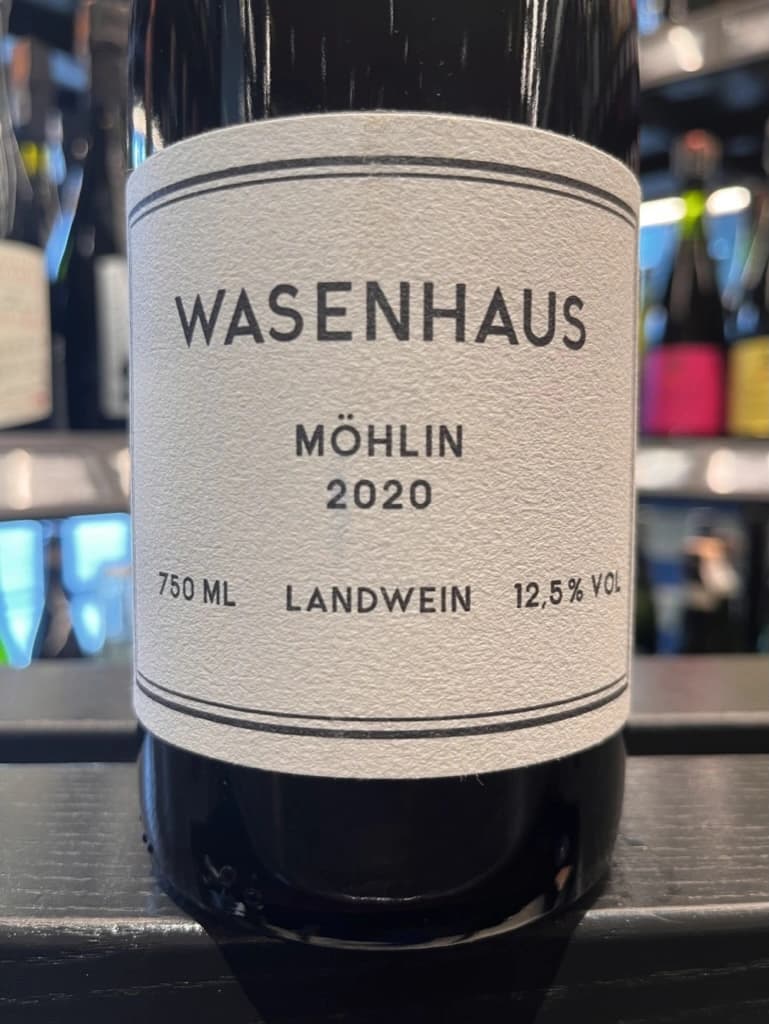 WASENHAUS
MÖHLIN
2020
750 ML LANDWEIN 12,5% VOL